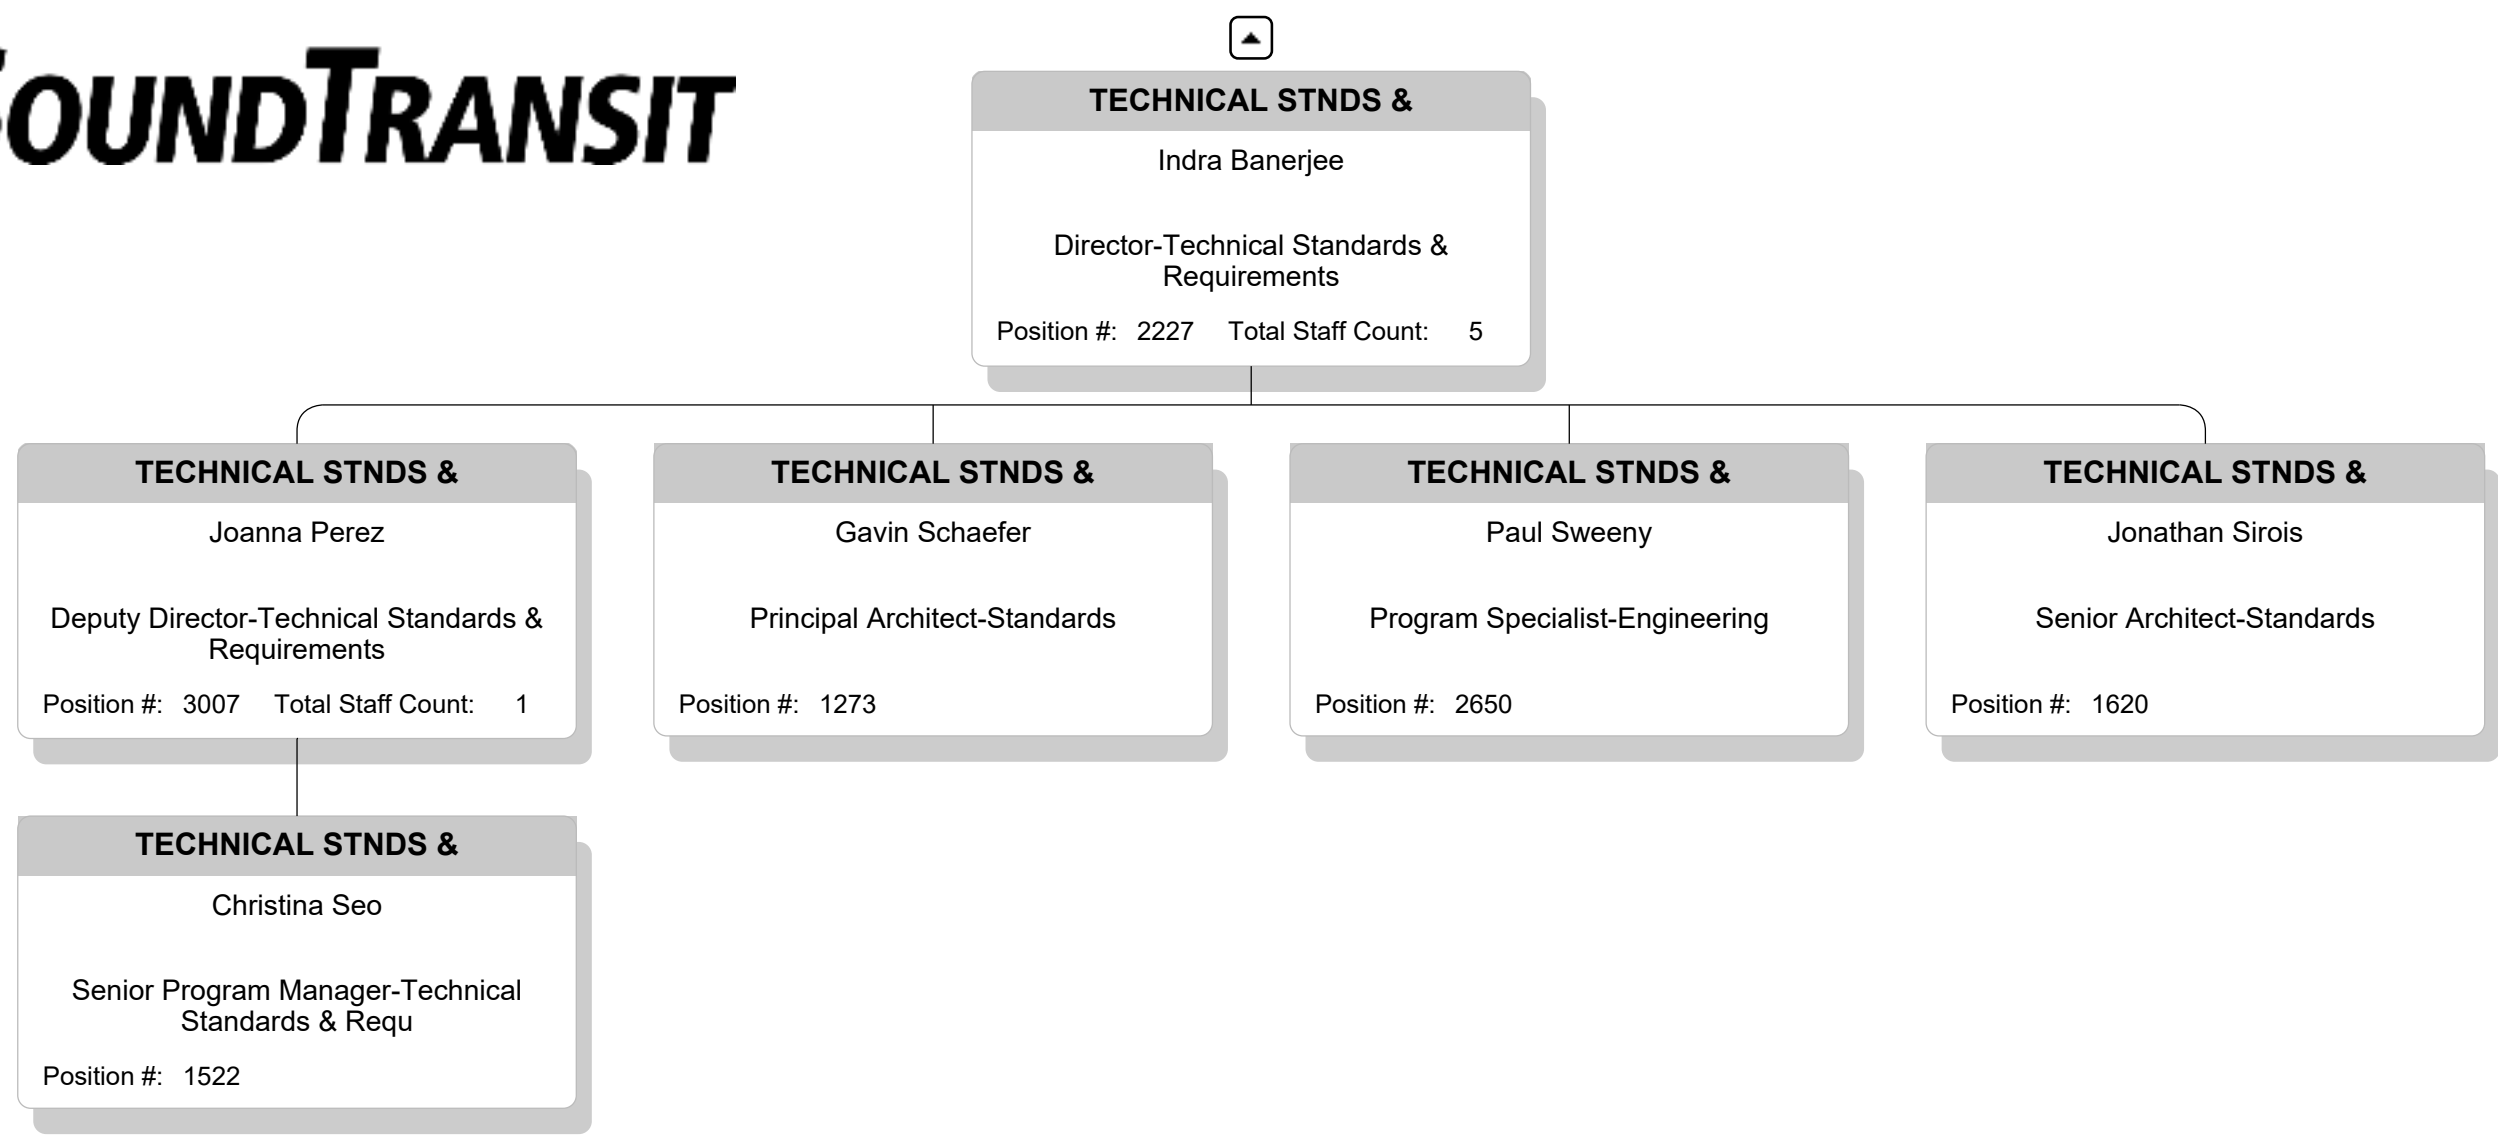 SOUNDTRANSIT
TECHNICAL STNDS &
Indra Banerjee
Director-Technical Standards &
Requirements
Position #: 2227 Total Staff Count: 5
TECHNICAL STNDS &
Joanna Perez
Deputy Director-Technical Standards &
Requirements
Position #: 3007 Total Staff Count: 1
TECHNICAL STNDS &
Gavin Schaefer
Principal Architect-Standards
Position #: 1273
TECHNICAL STNDS &
Paul Sweeny
Program Specialist-Engineering
Position #: 2650
TECHNICAL STNDS &
Jonathan Sirois
Senior Architect-Standards
Position #: 1620
TECHNICAL STNDS &
Christina Seo
Senior Program Manager-Technical
Standards & Requ
Position #: 1522